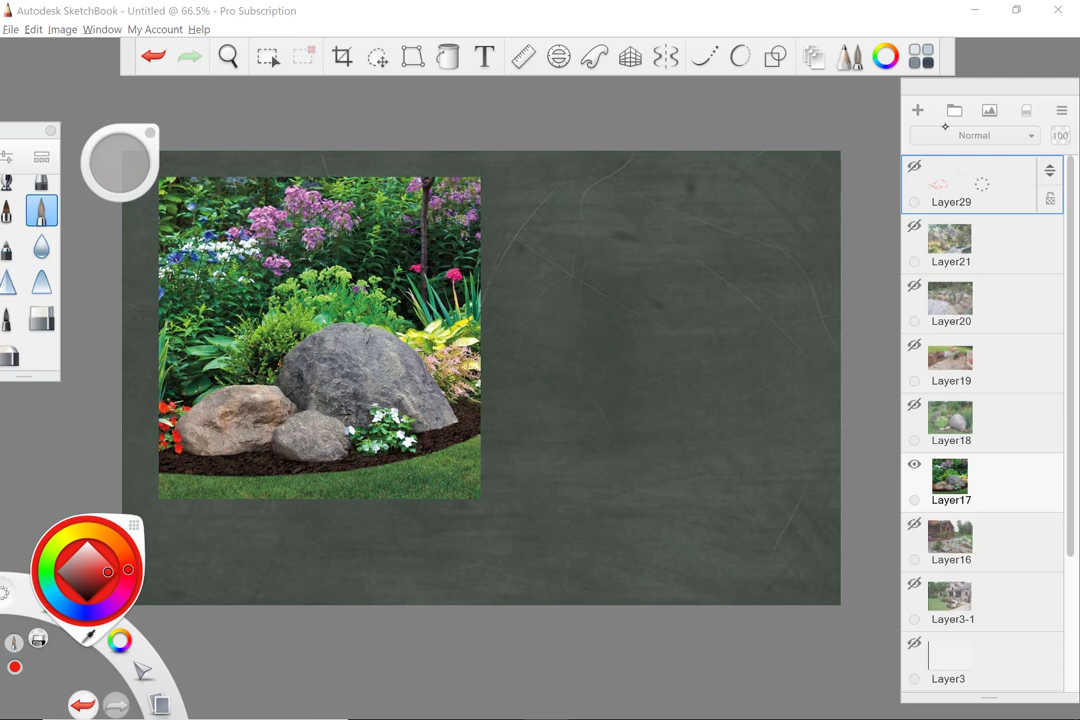 Autodesk SketchBook - Untitled @ 66.5% - Pro Subscription
File Edit Image Window My Account Help
T
Normal
100
Layer29
Layer21
Layer20
Layer19
Layer18
Layer17
Layer16
Layer3-1
Layer3